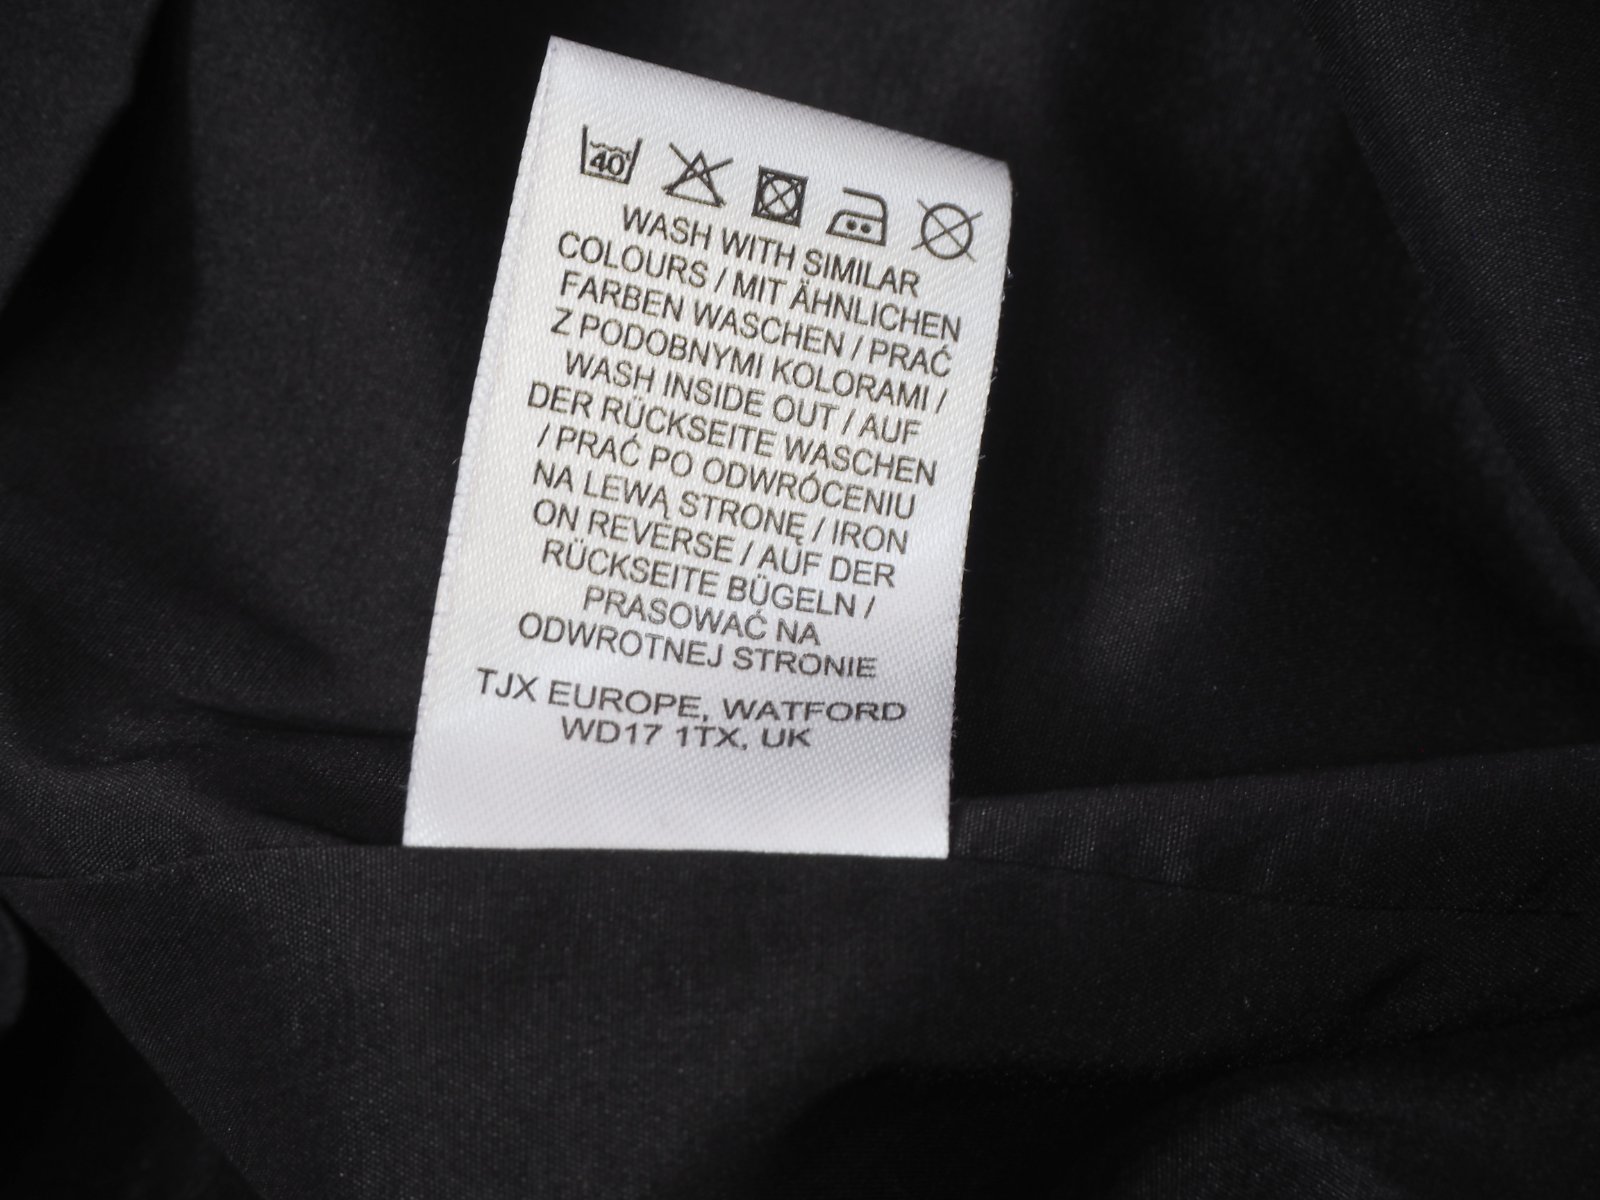 40
WASH WITH SIMILAR
COLOURS / MIT ÄHNLICHEN
FARBEN WASCHEN / PRAĆ
Z PODOBNYMI KOLORAMI /
WASH INSIDE OUT / AUF
DER RÜCKSEITE WASCHEN
/ PRAĆ PO ODWRÓCENIU
NA LEWĄ STRONĘ / IRON
ON REVERSE / AUF DER
RÜCKSEITE BÜGELN /
PRASOWAĆ NA
ODWROTNEJ STRONIE
TJX EUROPE, WATFORD
WD17 1TX, UK